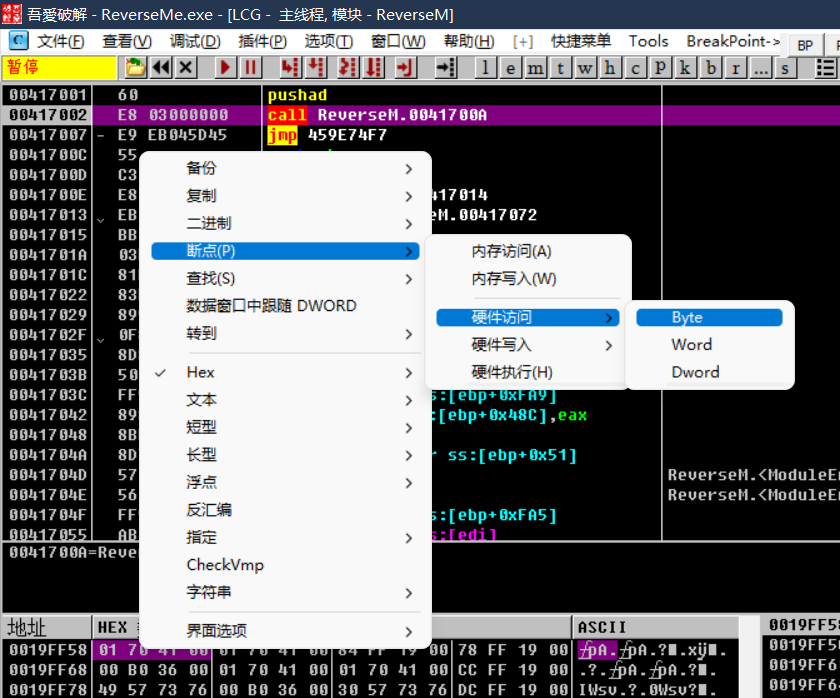 吾愛破解 - ReverseMe.exe - [LCG - 主线程, 模块 - ReverseM]
C 文件(F) 查看(V) 调试(D) 插件(P) 选项(T) 窗口(W) 帮助(H) [+] 快捷菜单 Tools BreakPoint-> BP
暂停 l e m t w h c p k b r ... s
00417001 60 pushad
00417002 E8 03000000 call ReverseM.0041700A
00417007 - E9 EB045D45 jmp 459E74F7
0041700C 55
0041700D C3
0041700E E8 417014
00417013 EB eM.00417072
00417015 BB
0041701A 03
0041701C 81
00417022 83
00417029 89
0041702F 0F
00417035 8D
0041703B 50
0041703C FF s:[ebp+0xFA9]
00417042 89 :[ebp+0x48C],eax
00417048 8B
0041704A 8D r ss:[ebp+0x51]
0041704D 57 ReverseM.<ModuleEn
0041704E 56 ReverseM.<ModuleEn
0041704F FF s:[ebp+0xFA5]
00417055 AB s:[edi]
0041700A=Reve
备份
复制
二进制
断点(P)
查找(S)
数据窗口中跟随 DWORD
转到
Hex
文本
短型
长型
浮点
反汇编
指定
CheckVmp
字符串
界面选项
内存访问(A)
内存写入(W)
硬件访问
硬件写入
硬件执行(H)
Byte
Word
Dword
地址 HEX ASCII
0019FF58 01 70 41 00 01 70 41 00 84 FF 19 00 78 FF 19 00
0019FF68 00 B0 36 00 01 70 41 00 01 70 41 00 CC FF 19 00
0019FF78 49 57 73 76 00 B0 36 00 30 57 73 76 DC FF 19 00 IWsv.?.0Wsv?
0019FF58
0019FF5
0019FF6
0019FF6